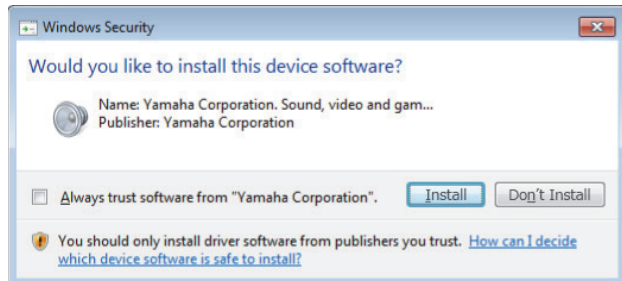 Windows Security
Would you like to install this device software?
Name: Yamaha Corporation. Sound, video and gam...
Publisher: Yamaha Corporation
Always trust software from "Yamaha Corporation".
Install
Don't Install
You should only install driver software from publishers you trust. How can I decide
which device software is safe to install?